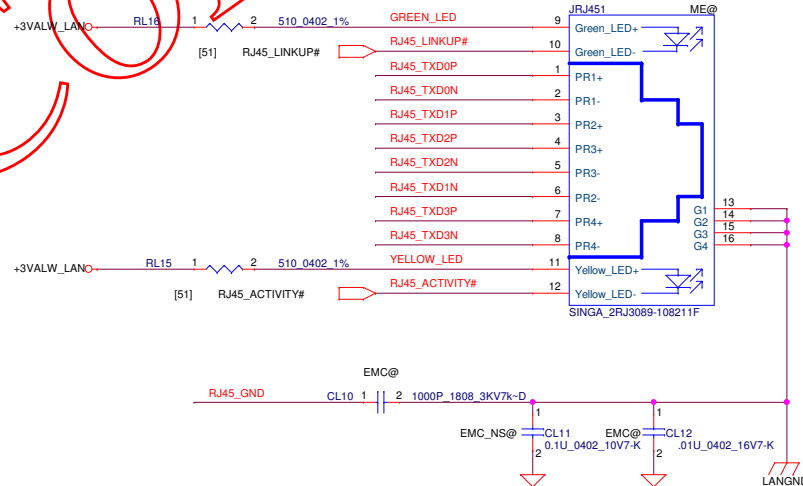 JRJ451 ME@
+3VALW_LAN RL16 1 2 510_0402_1% GREEN_LED 9 Green_LED+
[51] RJ45_LINKUP# RJ45_LINKUP# 10 Green_LED-
RJ45_TXD0P 1 PR1+
RJ45_TXD0N 2 PR1-
RJ45_TXD1P 3 PR2+
RJ45_TXD2P 4 PR3+
RJ45_TXD2N 5 PR3-
RJ45_TXD1N 6 PR2-
RJ45_TXD3P 7 PR4+
RJ45_TXD3N 8 PR4-
G1 13
G2 14
G3 15
G4 16
+3VALW_LAN RL15 1 2 510_0402_1% YELLOW_LED 11 Yellow_LED+
[51] RJ45_ACTIVITY# RJ45_ACTIVITY# 12 Yellow_LED-
SINGA_2RJ3089-108211F
EMC@
RJ45_GND CL10 1 2 1000P_1808_3KV7k~D
1 1
EMC_NS@ CL11 EMC@ CL12
0.1U_0402_10V7-K .01U_0402_16V7-K
2 2
LANGND